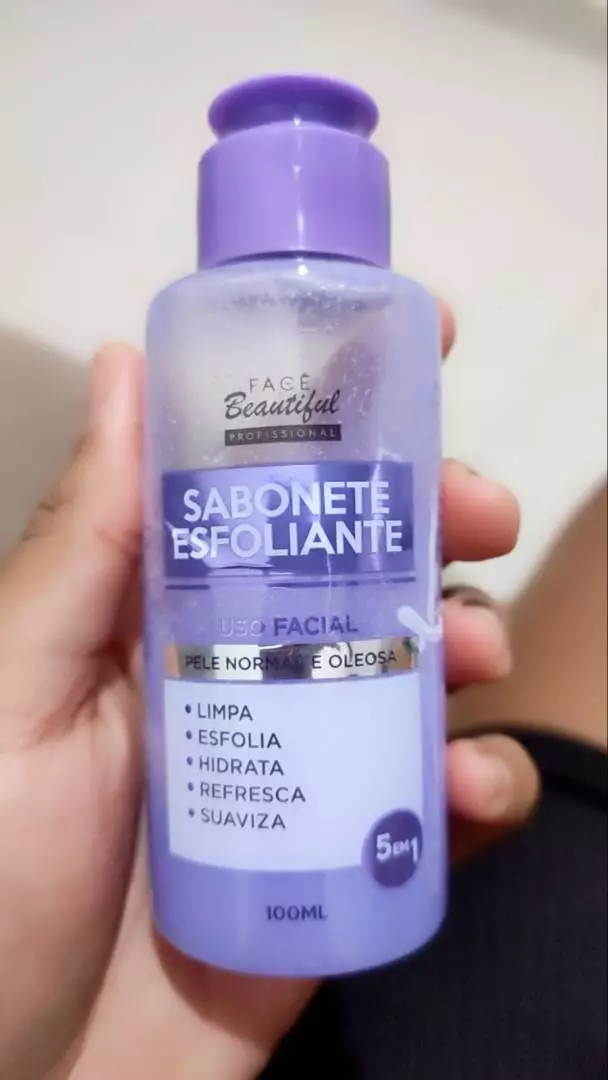 FACE
Beautiful
PROFISSIONAL
SABONETE
ESFOLIANTE
USO FACIAL
PELE NORMAL E OLEOSA
• LIMPA
• ESFOLIA
• HIDRATA
• REFRESCA
• SUAVIZA
5 EM 1
100ML